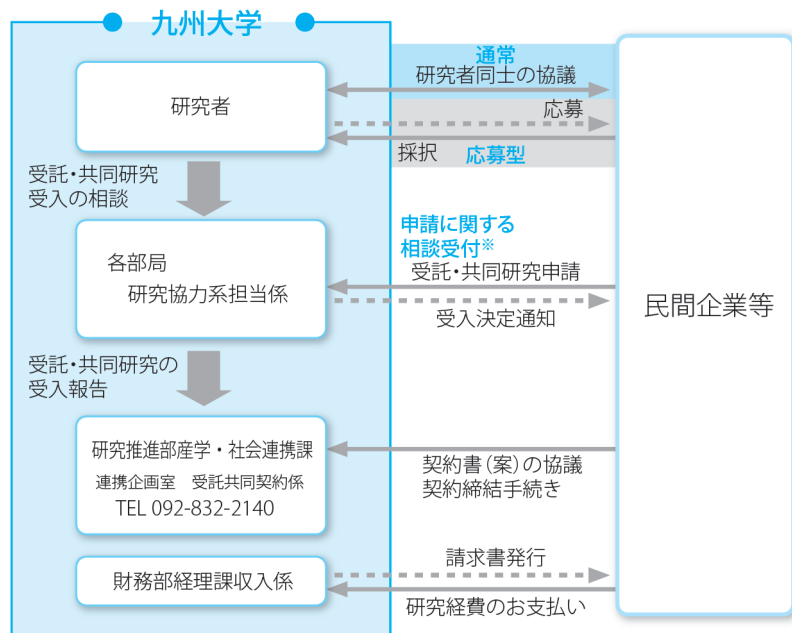 九州大学
通常
研究者同士の協議
研究者
応募
採択 応募型
受託・共同研究
受入の相談
申請に関する
相談受付※
各部局
研究協力系担当係
受託・共同研究申請
受入決定通知
民間企業等
受託・共同研究の
受入報告
研究推進部産学・社会連携課
連携企画室 受託共同契約係
TEL 092-832-2140
契約書(案)の協議
契約締結手続き
請求書発行
財務部経理課収入係
研究経費のお支払い